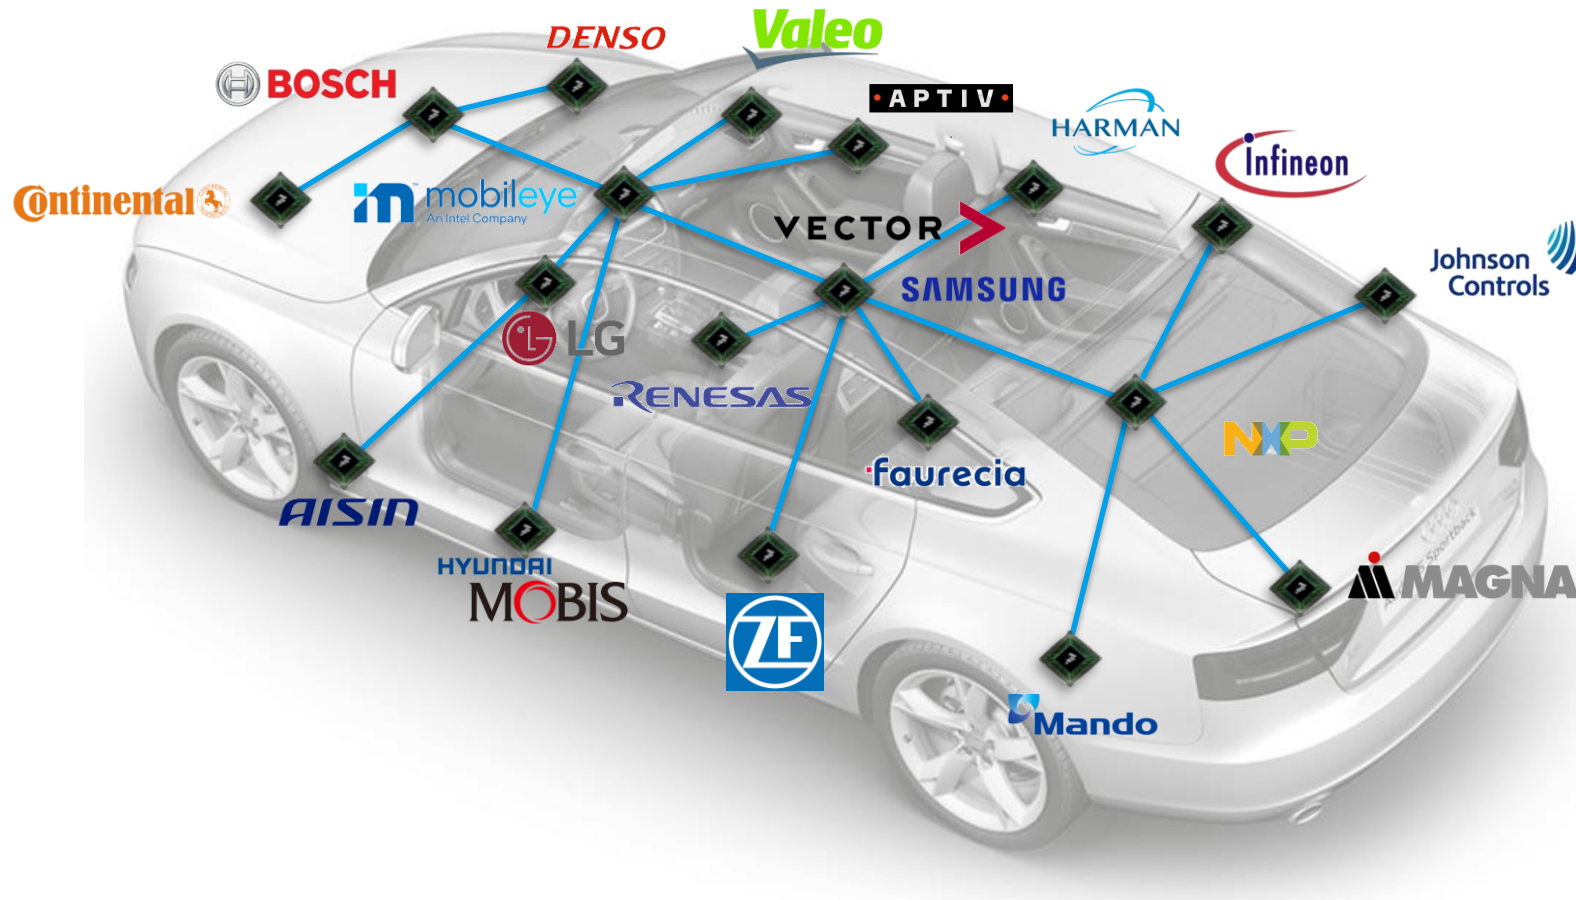 DENSO
Valeo
BOSCH
APTIV
HARMAN
Infineon
Continental
mobileye
An Intel Company
VECTOR
SAMSUNG
Johnson
Controls
LG
RENESAS
NXP
faurecia
AISIN
HYUNDAI
MOBIS
ZF
MAGNA
Mando
Sportback